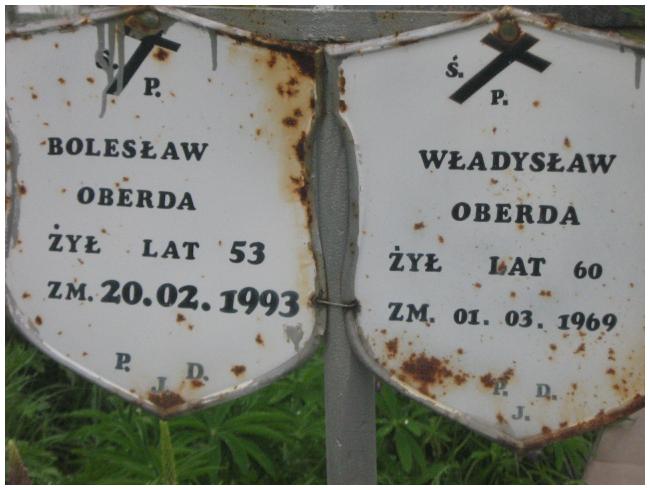 Ś. P.
BOLESŁAW
OBERDA
ŻYŁ LAT 53
ZM. 20.02.1993
P. J. D.
Ś. P.
WŁADYSŁAW
OBERDA
ŻYŁ LAT 60
ZM. 01. 03. 1969
P. J. D.